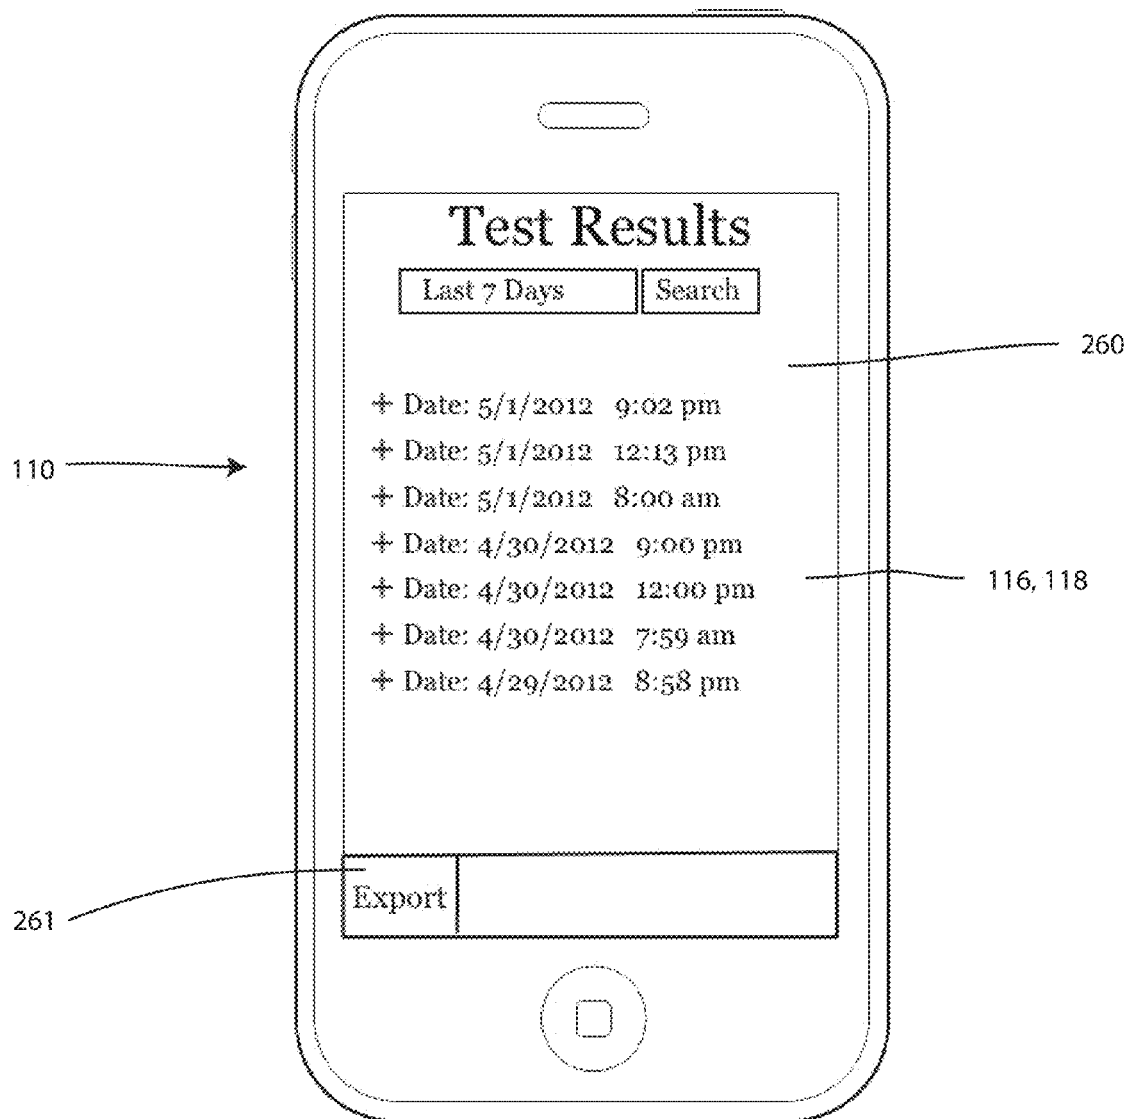 Test Results
Last 7 Days Search
260
+ Date: 5/1/2012 9:02 pm
+ Date: 5/1/2012 12:13 pm
110
+ Date: 5/1/2012 8:00 am
+ Date: 4/30/2012 9:00 pm
+ Date: 4/30/2012 12:00 pm
116, 118
+ Date: 4/30/2012 7:59 am
+ Date: 4/29/2012 8:58 pm
Export
261